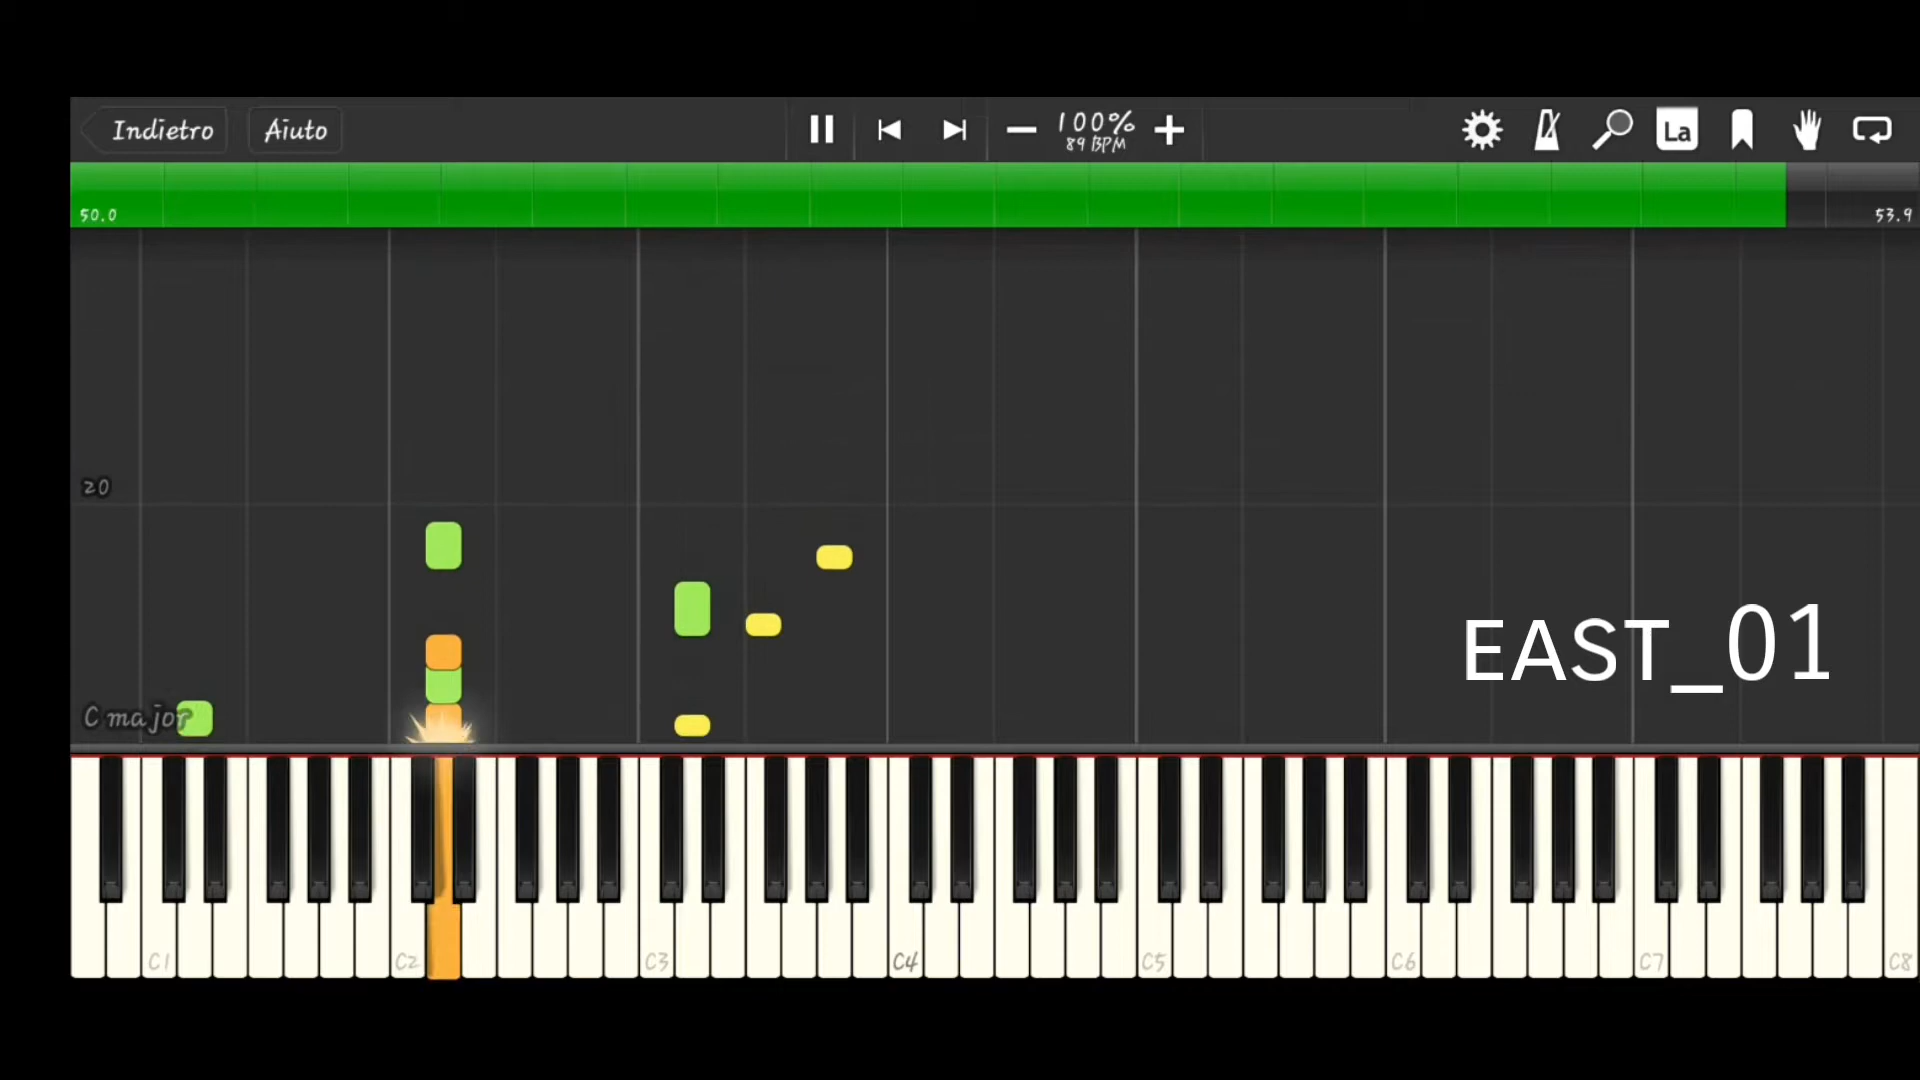 Indietro Aiuto 100% La
89 BPM
50.0 53.9
20
EAST_01
C major
C1 C2 C3 C4 C5 C6 C7 C8